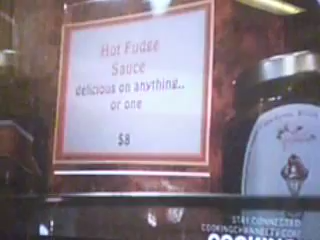 Hot Fudge
Sauce
delicious on anything..
or one
$8
STAY CONNECTED
COOKINGCHANNELTV.COM